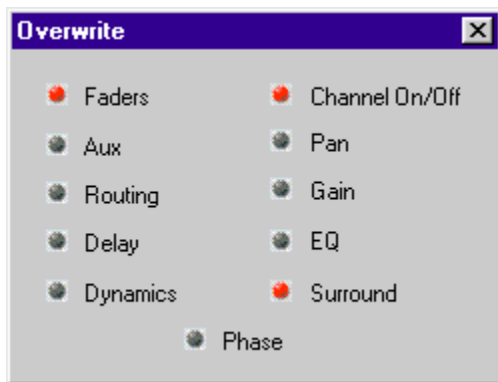 Overwrite
Faders Channel On/Off
Aux Pan
Routing Gain
Delay EQ
Dynamics Surround
Phase